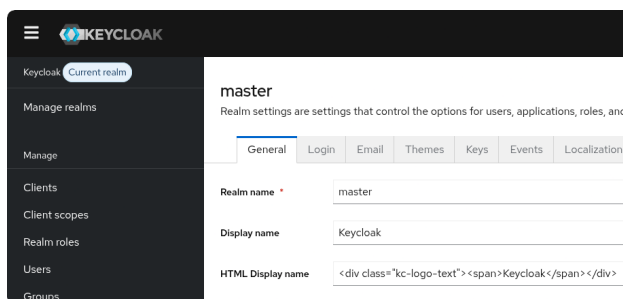 KEYCLOAK
Keycloak Current realm
Manage realms
Manage
Clients
Client scopes
Realm roles
Users
Groups
master
Realm settings are settings that control the options for users, applications, roles, and
General Login Email Themes Keys Events Localization
Realm name * master
Display name Keycloak
HTML Display name <div class="kc-logo-text"><span>Keycloak</span></div>